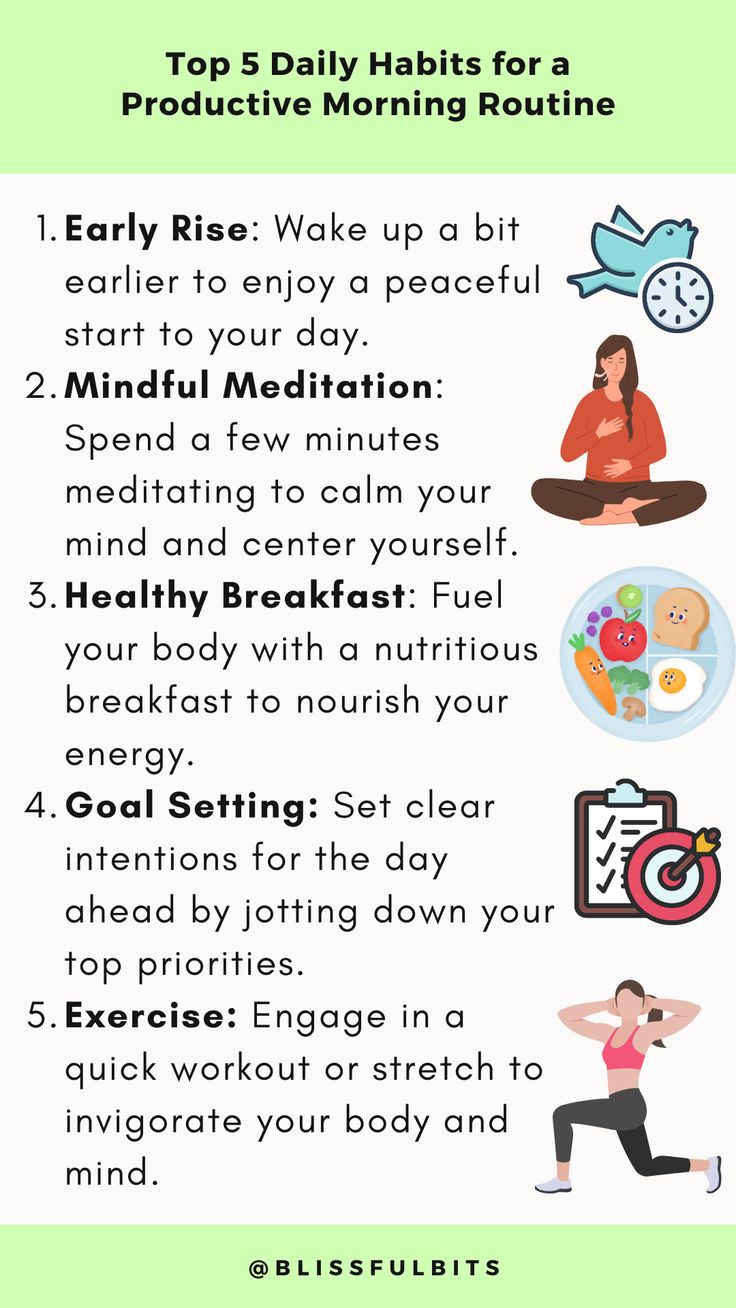 Top 5 Daily Habits for a
Productive Morning Routine
1. Early Rise: Wake up a bit
earlier to enjoy a peaceful
start to your day.
2. Mindful Meditation:
Spend a few minutes
meditating to calm your
mind and center yourself.
3. Healthy Breakfast: Fuel
your body with a nutritious
breakfast to nourish your
energy.
4. Goal Setting: Set clear
intentions for the day
ahead by jotting down your
top priorities.
5. Exercise: Engage in a
quick workout or stretch to
invigorate your body and
mind.
@BLISSFULBITS